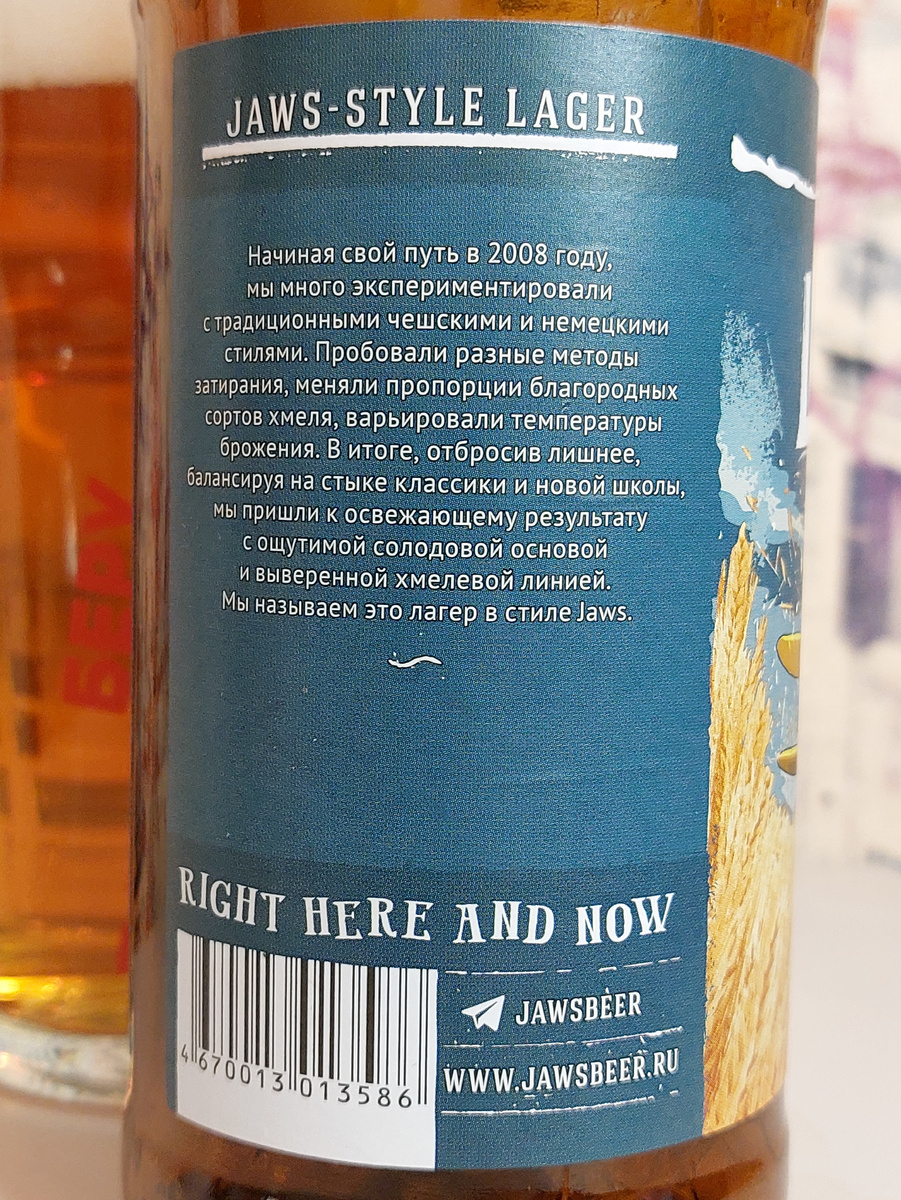 JAWS-STYLE LAGER
Начиная свой путь в 2008 году,
мы много экспериментировали
с традиционными чешскими и немецкими
стилями. Пробовали разные методы
затирания, меняли пропорции благородных
сортов хмеля, варьировали температуры
брожения. В итоге, отбросив лишнее,
балансируя на стыке классики и новой школы,
мы пришли к освежающему результату
с ощутимой солодовой основой
и выверенной хмелевой линией.
Мы называем это лагер в стиле Jaws.
RIGHT HERE AND NOW
JAWSBEER
WWW.JAWSBEER.RU
4 670013 013586
БЕРУ